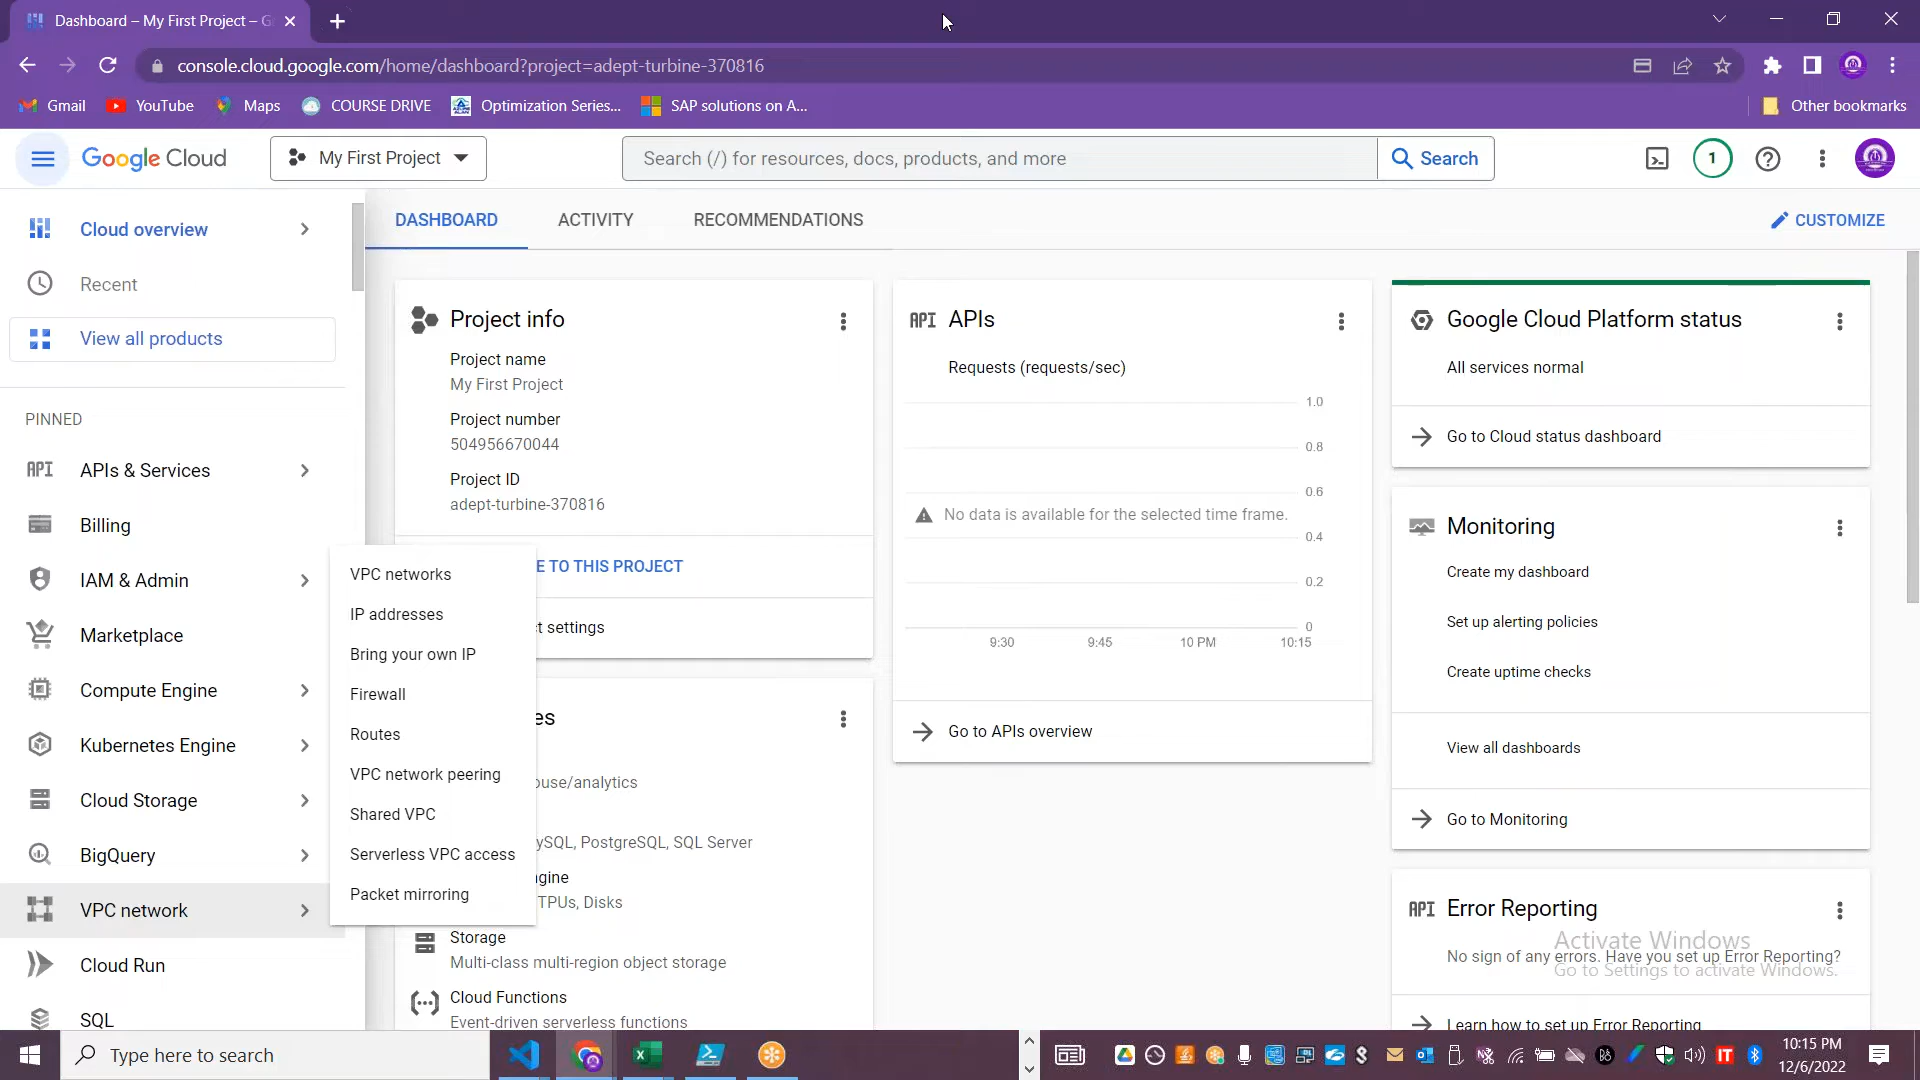 Dashboard – My First Project – G
console.cloud.google.com/home/dashboard?project=adept-turbine-370816
Gmail
YouTube
Maps
COURSE DRIVE
Optimization Series...
SAP solutions on A...
Other bookmarks
Google Cloud
My First Project
Search (/) for resources, docs, products, and more
Search
1
Cloud overview
Recent
View all products
PINNED
API APIs & Services
Billing
IAM & Admin
Marketplace
Compute Engine
Kubernetes Engine
Cloud Storage
BigQuery
VPC network
Cloud Run
SQL
VPC networks
IP addresses
Bring your own IP
Firewall
Routes
VPC network peering
Shared VPC
Serverless VPC access
Packet mirroring
DASHBOARD
ACTIVITY
RECOMMENDATIONS
CUSTOMIZE
Project info
Project name
My First Project
Project number
504956670044
Project ID
adept-turbine-370816
E TO THIS PROJECT
t settings
es
ouse/analytics
ySQL, PostgreSQL, SQL Server
gine
TPUs, Disks
Storage
Multi-class multi-region object storage
Cloud Functions
Event-driven serverless functions
API APIs
Requests (requests/sec)
1.0
0.8
0.6
No data is available for the selected time frame.
0.4
0.2
0
9:30
9:45
10 PM
10:15
Go to APIs overview
Google Cloud Platform status
All services normal
Go to Cloud status dashboard
Monitoring
Create my dashboard
Set up alerting policies
Create uptime checks
View all dashboards
Go to Monitoring
API Error Reporting
No sign of any errors. Have you set up Error Reporting?
Learn how to set up Error Reporting
Activate Windows
Go to Settings to activate Windows.
Type here to search
10:15 PM
12/6/2022